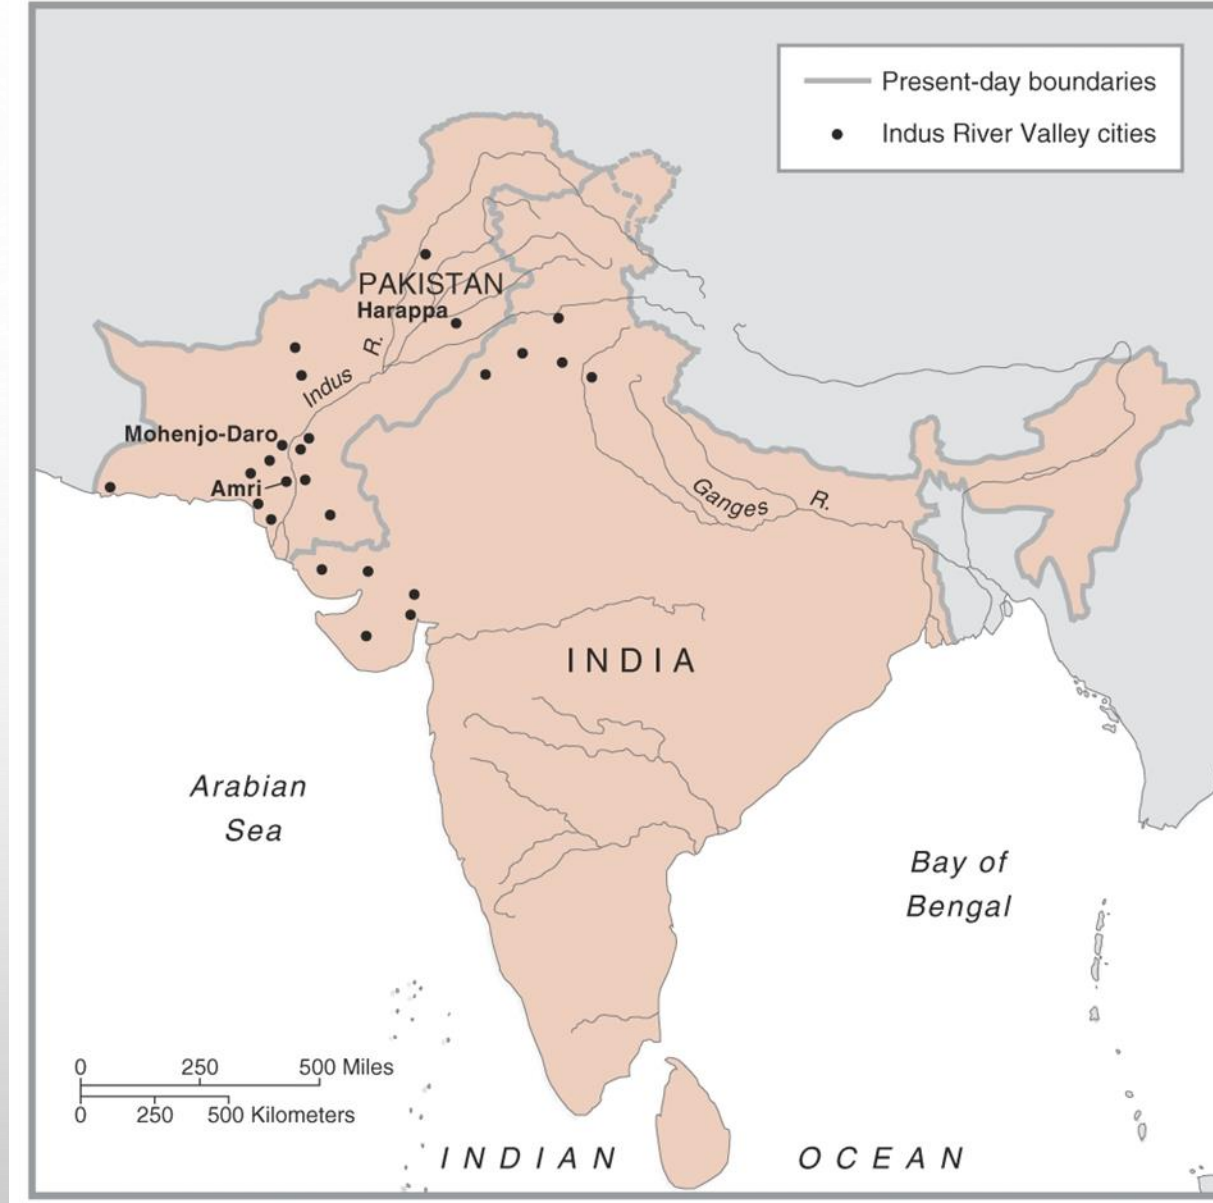 Present-day boundaries
Indus River Valley cities
PAKISTAN
Harappa
Indus R.
Mohenjo-Daro
Amri
Ganges R.
INDIA
Arabian
Sea
Bay of
Bengal
0 250 500 Miles
0 250 500 Kilometers
INDIAN OCEAN